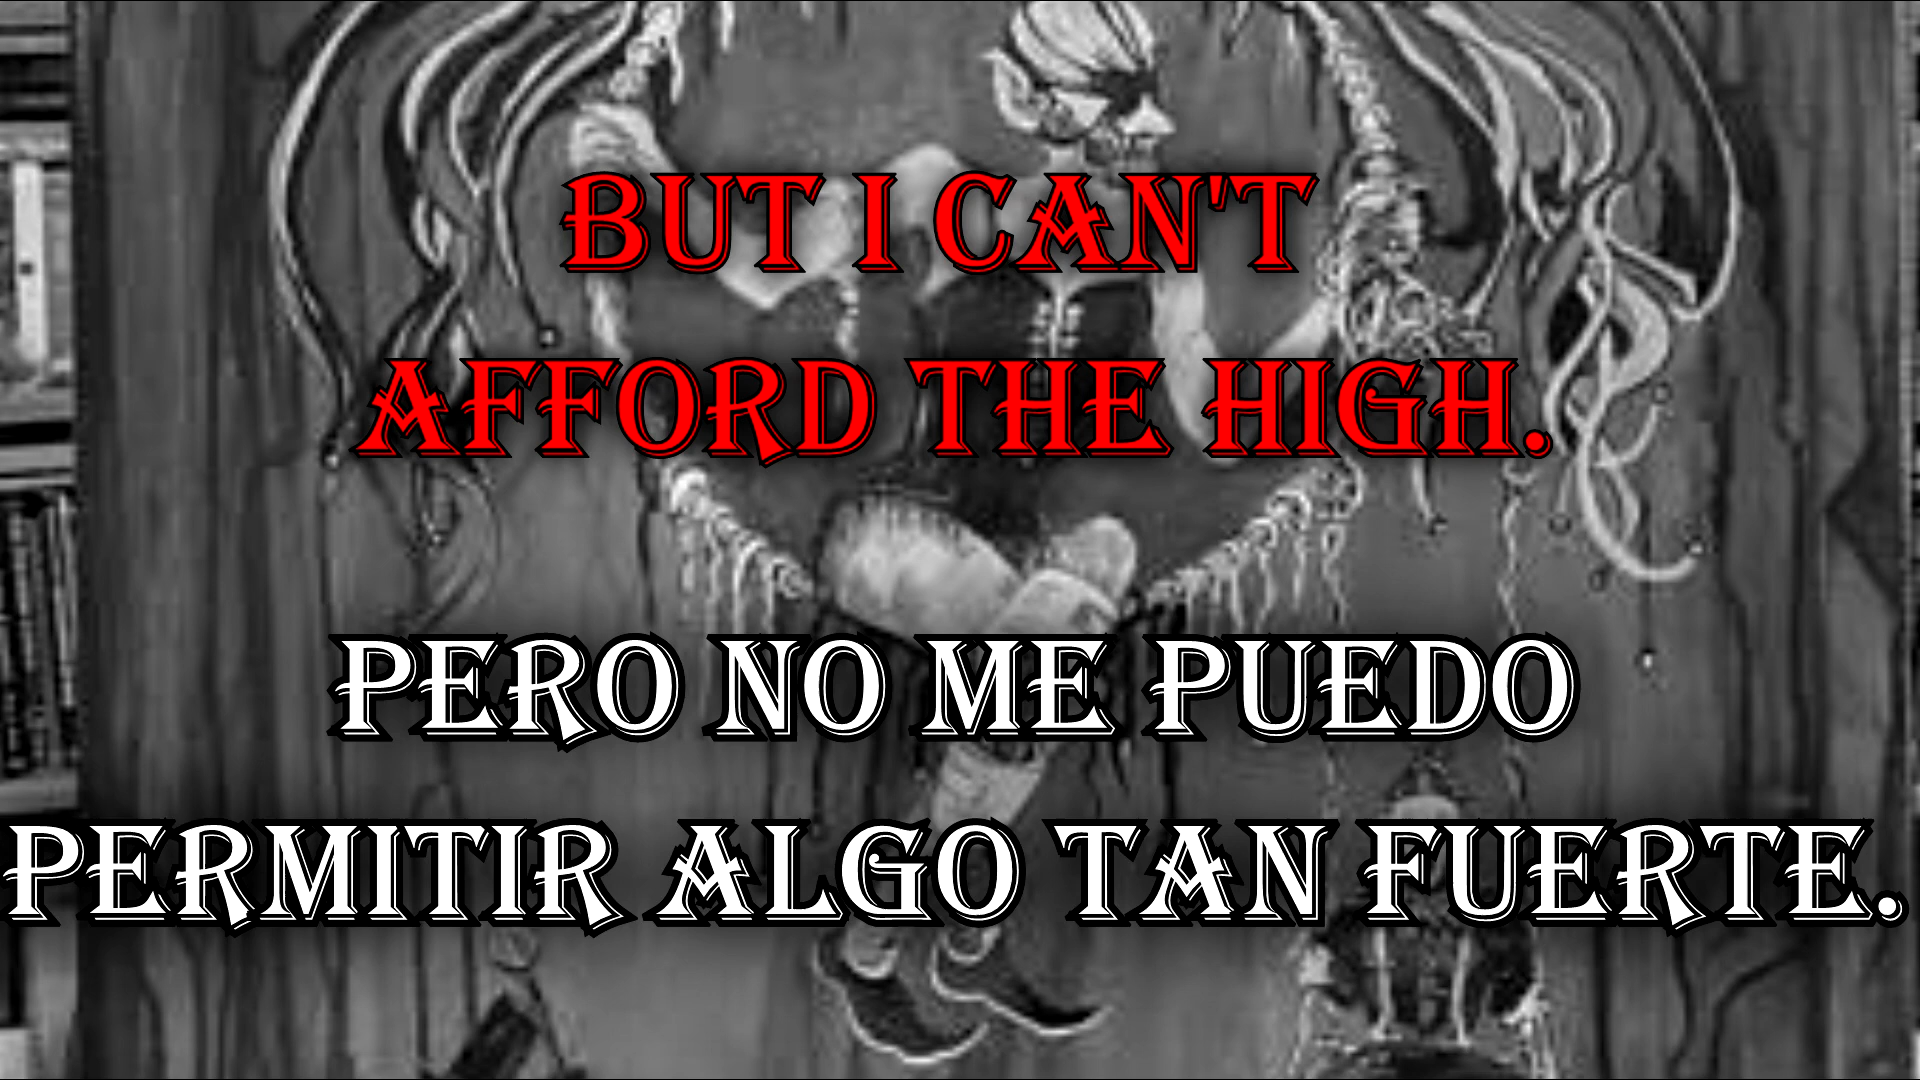 BUT I CAN'T
AFFORD THE HIGH.
PERO NO ME PUEDO
PERMITIR ALGO TAN FUERTE.